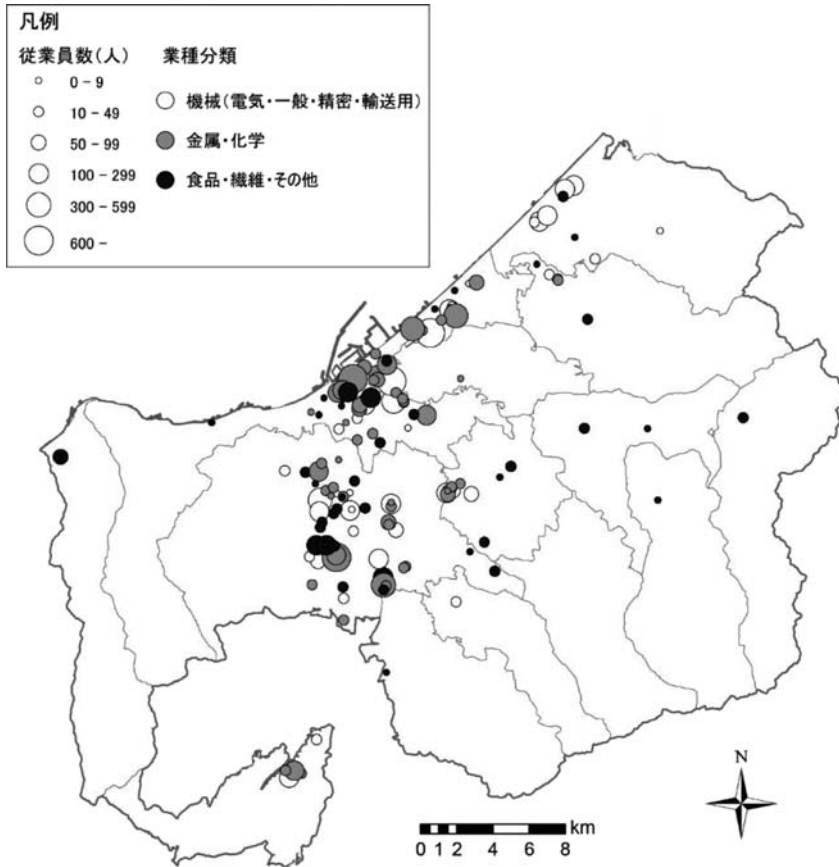 凡例
従業員数(人)
0 - 9
10 - 49
50 - 99
100 - 299
300 - 599
600 -
業種分類
機械(電気・一般・精密・輸送用)
金属・化学
食品・繊維・その他
N
km
0 1 2 4 6 8